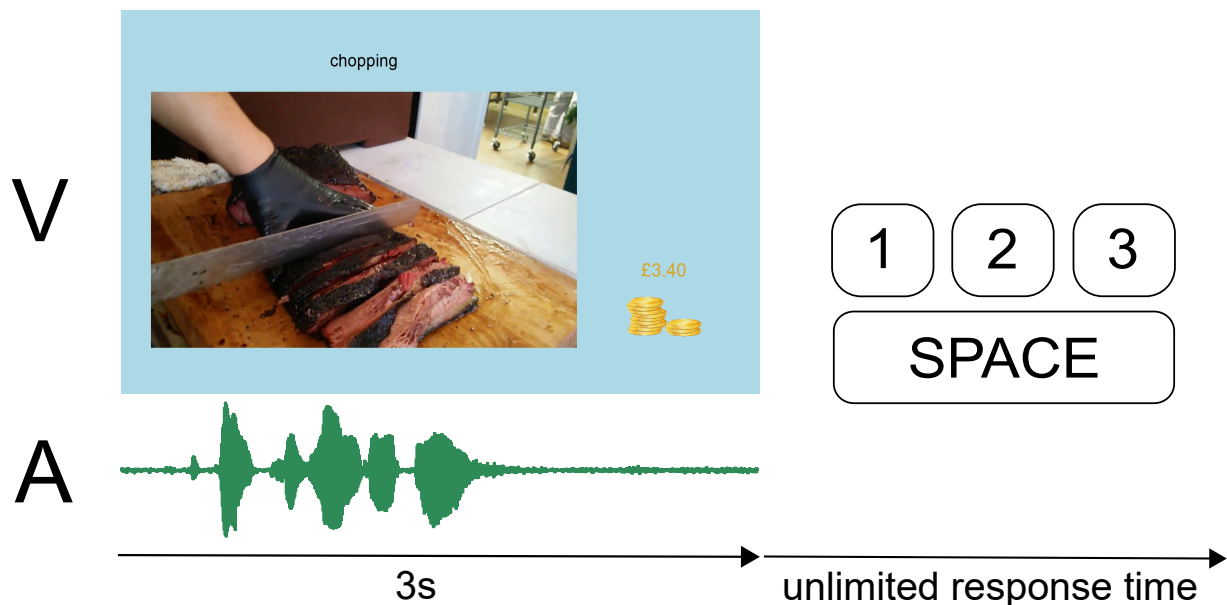 chopping
V
£3.40
1 2 3
SPACE
A
3s
unlimited response time